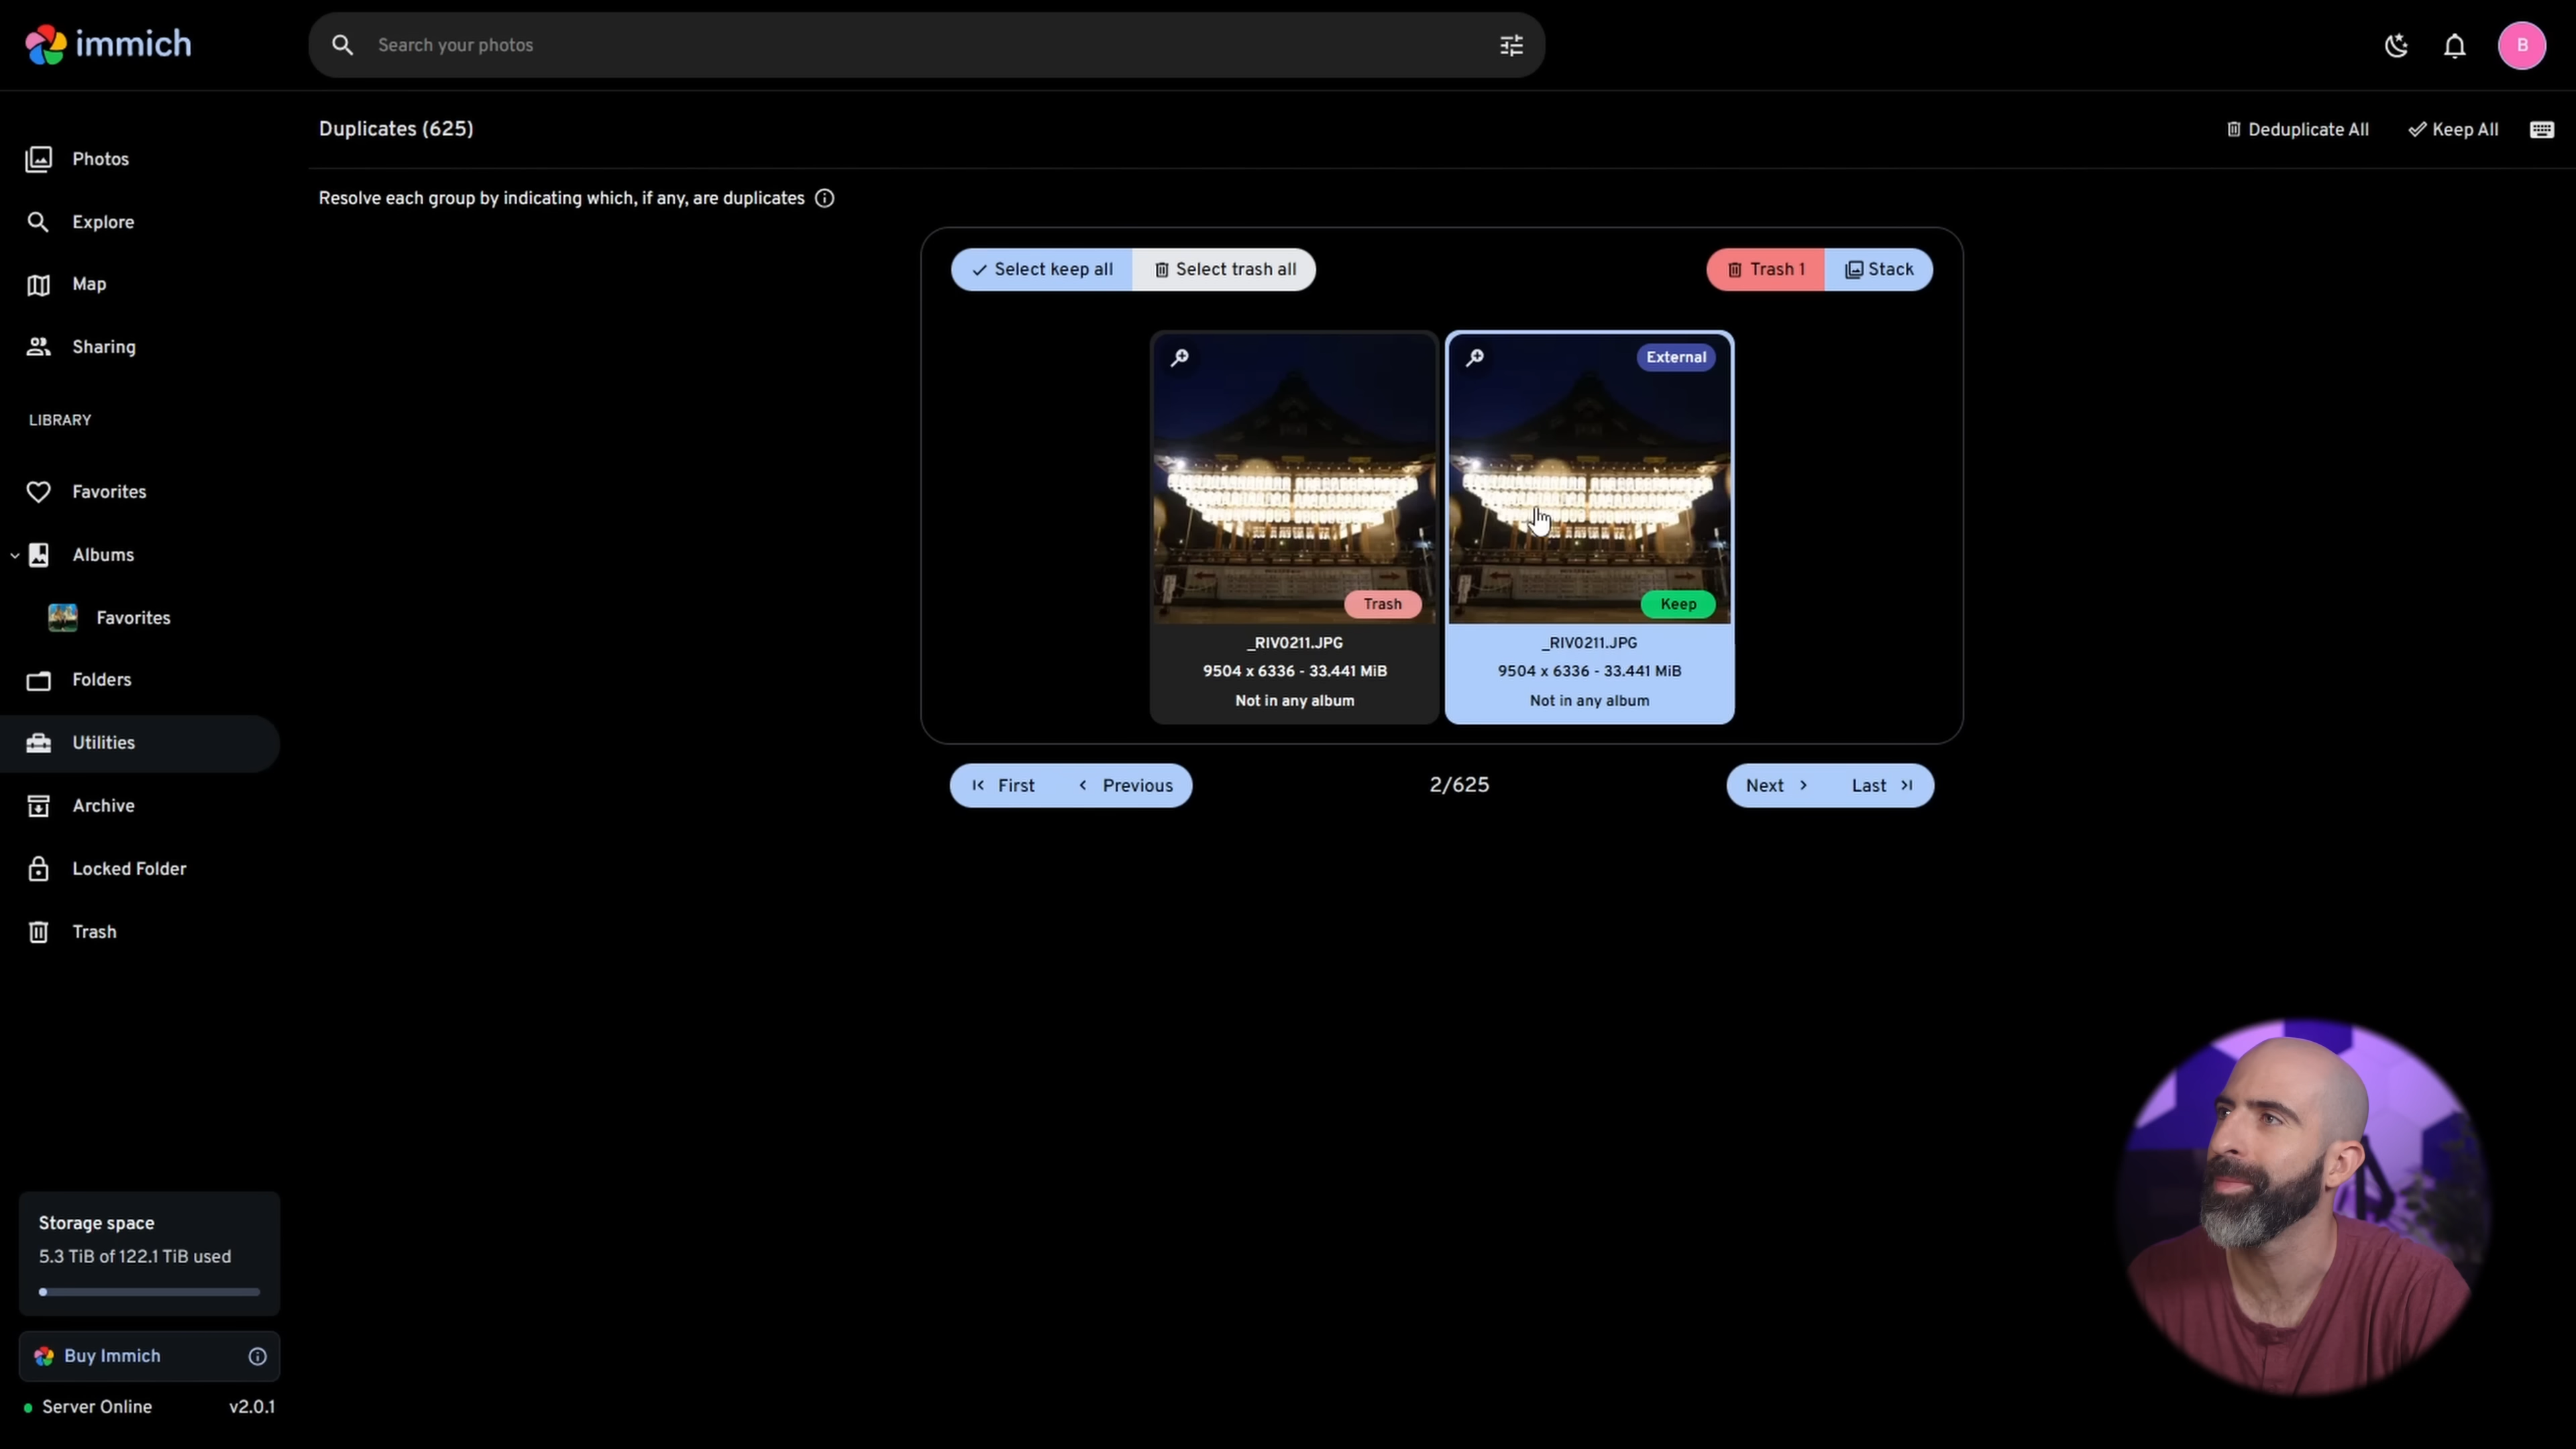 immich
Search your photos
B
Duplicates (625)
Deduplicate All
Keep All
Resolve each group by indicating which, if any, are duplicates
Photos
Explore
Map
Sharing
LIBRARY
Favorites
Albums
Favorites
Folders
Utilities
Archive
Locked Folder
Trash
Select keep all
Select trash all
Trash 1
Stack
Trash
_RIV0211.JPG
9504 x 6336 - 33.441 MiB
Not in any album
External
Keep
_RIV0211.JPG
9504 x 6336 - 33.441 MiB
Not in any album
First
Previous
2/625
Next
Last
Storage space
5.3 TiB of 122.1 TiB used
Buy Immich
Server Online
v2.0.1